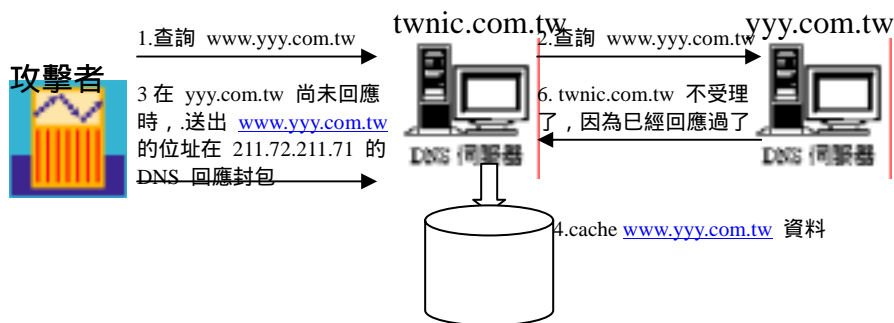 twnic.com.tw
yyy.com.tw
攻擊者
1.查詢 www.yyy.com.tw
2.查詢 www.yyy.com.tw
3 在 yyy.com.tw 尚未回應
時，.送出 www.yyy.com.tw
的位址在 211.72.211.71 的
DNS 回應封包
6. twnic.com.tw 不受理
了，因為已經回應過了
DNS 伺服器
DNS 伺服器
4.cache www.yyy.com.tw 資料